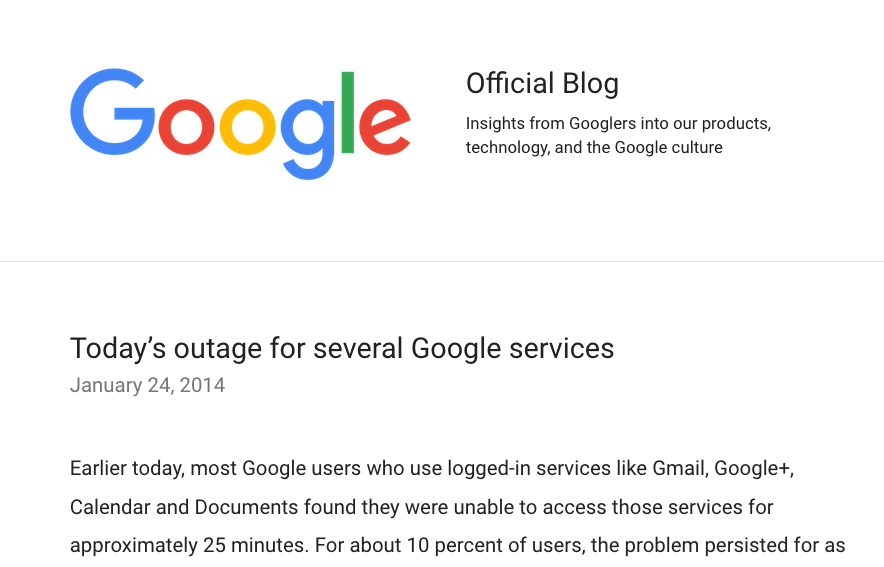 Google
Official Blog
Insights from Googlers into our products,
technology, and the Google culture
Today’s outage for several Google services
January 24, 2014
Earlier today, most Google users who use logged-in services like Gmail, Google+,
Calendar and Documents found they were unable to access those services for
approximately 25 minutes. For about 10 percent of users, the problem persisted for as